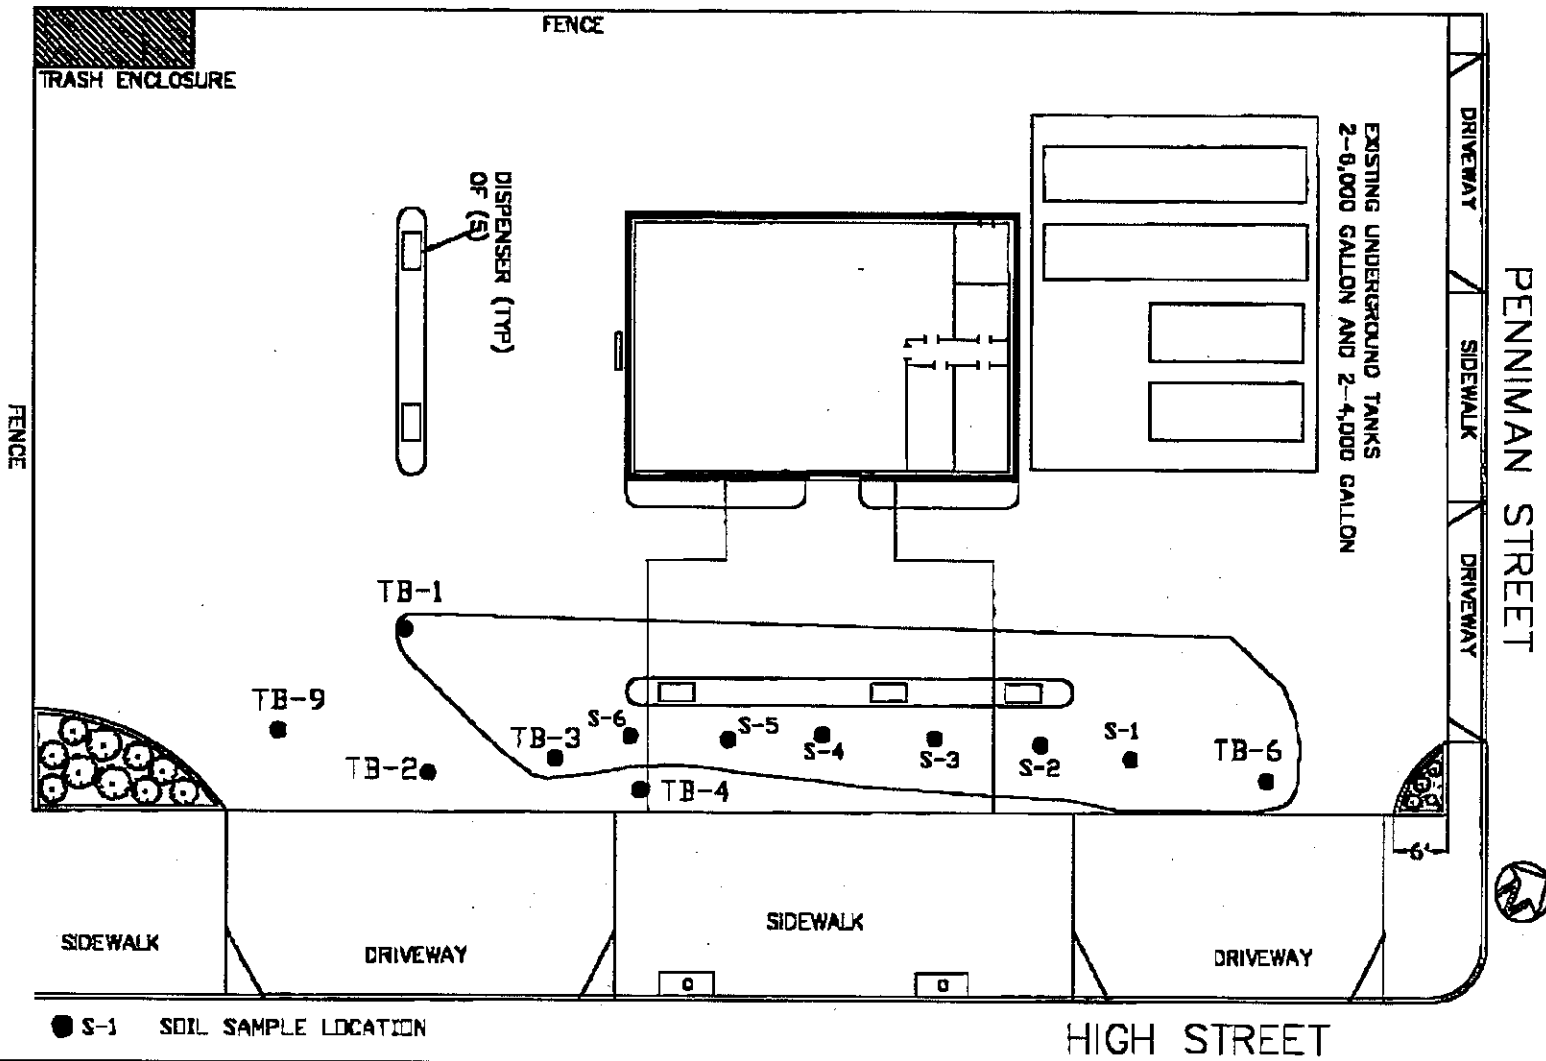 FENCE
TRASH ENCLOSURE
DRIVEWAY
EXISTING UNDERGROUND TANKS
2-6,000 GALLON AND 2-4,000 GALLON
DISPENSER (TYP)
OF (5)
PENNIMAN STREET
SIDEWALK
FENCE
DRIVEWAY
TB-1
TB-9
S-6
S-5
S-4
S-3
S-2
S-1
TB-3
TB-6
TB-2
TB-4
6'
SIDEWALK
DRIVEWAY
SIDEWALK
DRIVEWAY
S-1 SOIL SAMPLE LOCATION
HIGH STREET